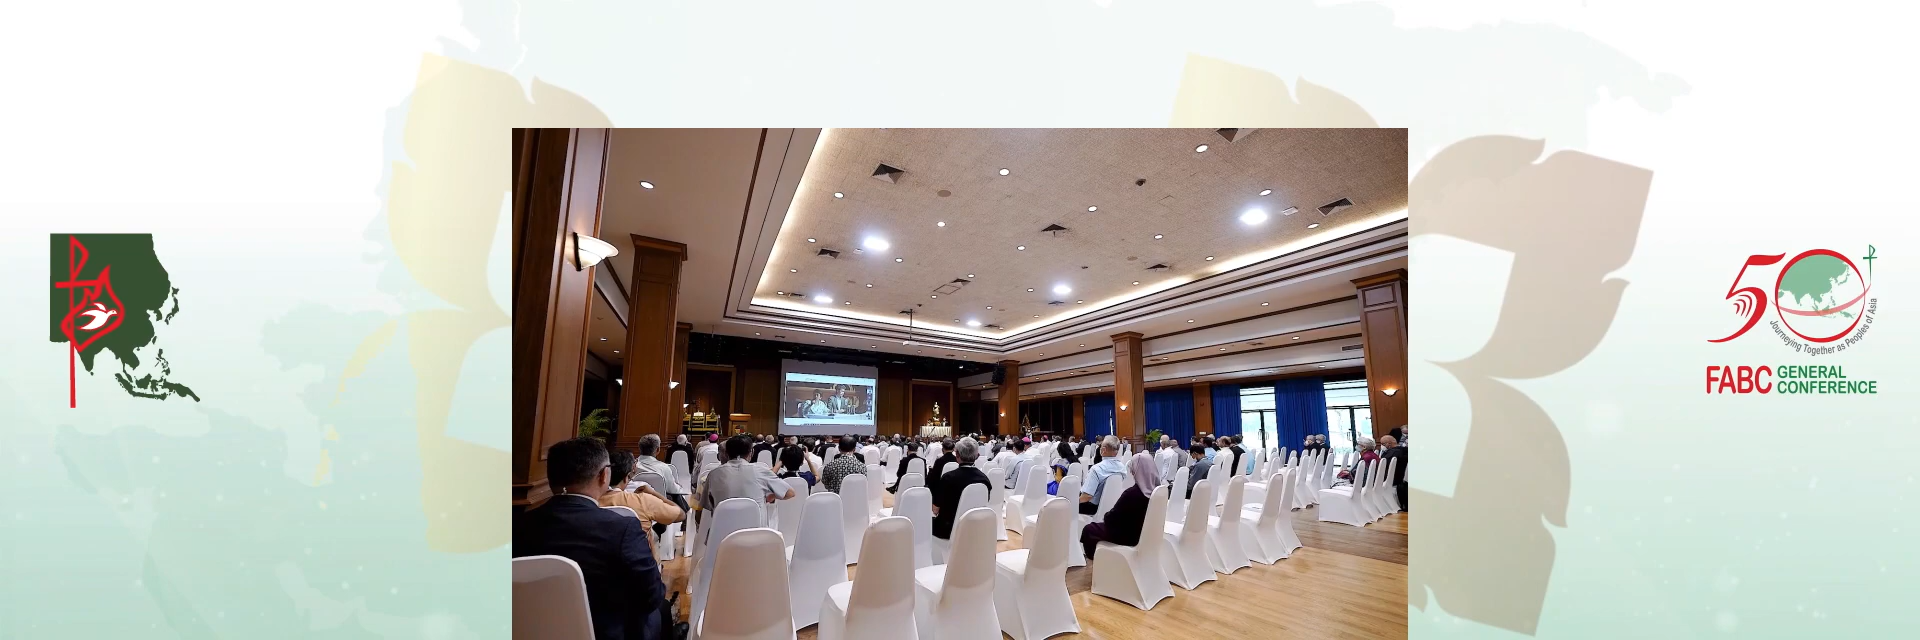 50
Journeying Together as Peoples of Asia
FABC GENERAL
CONFERENCE